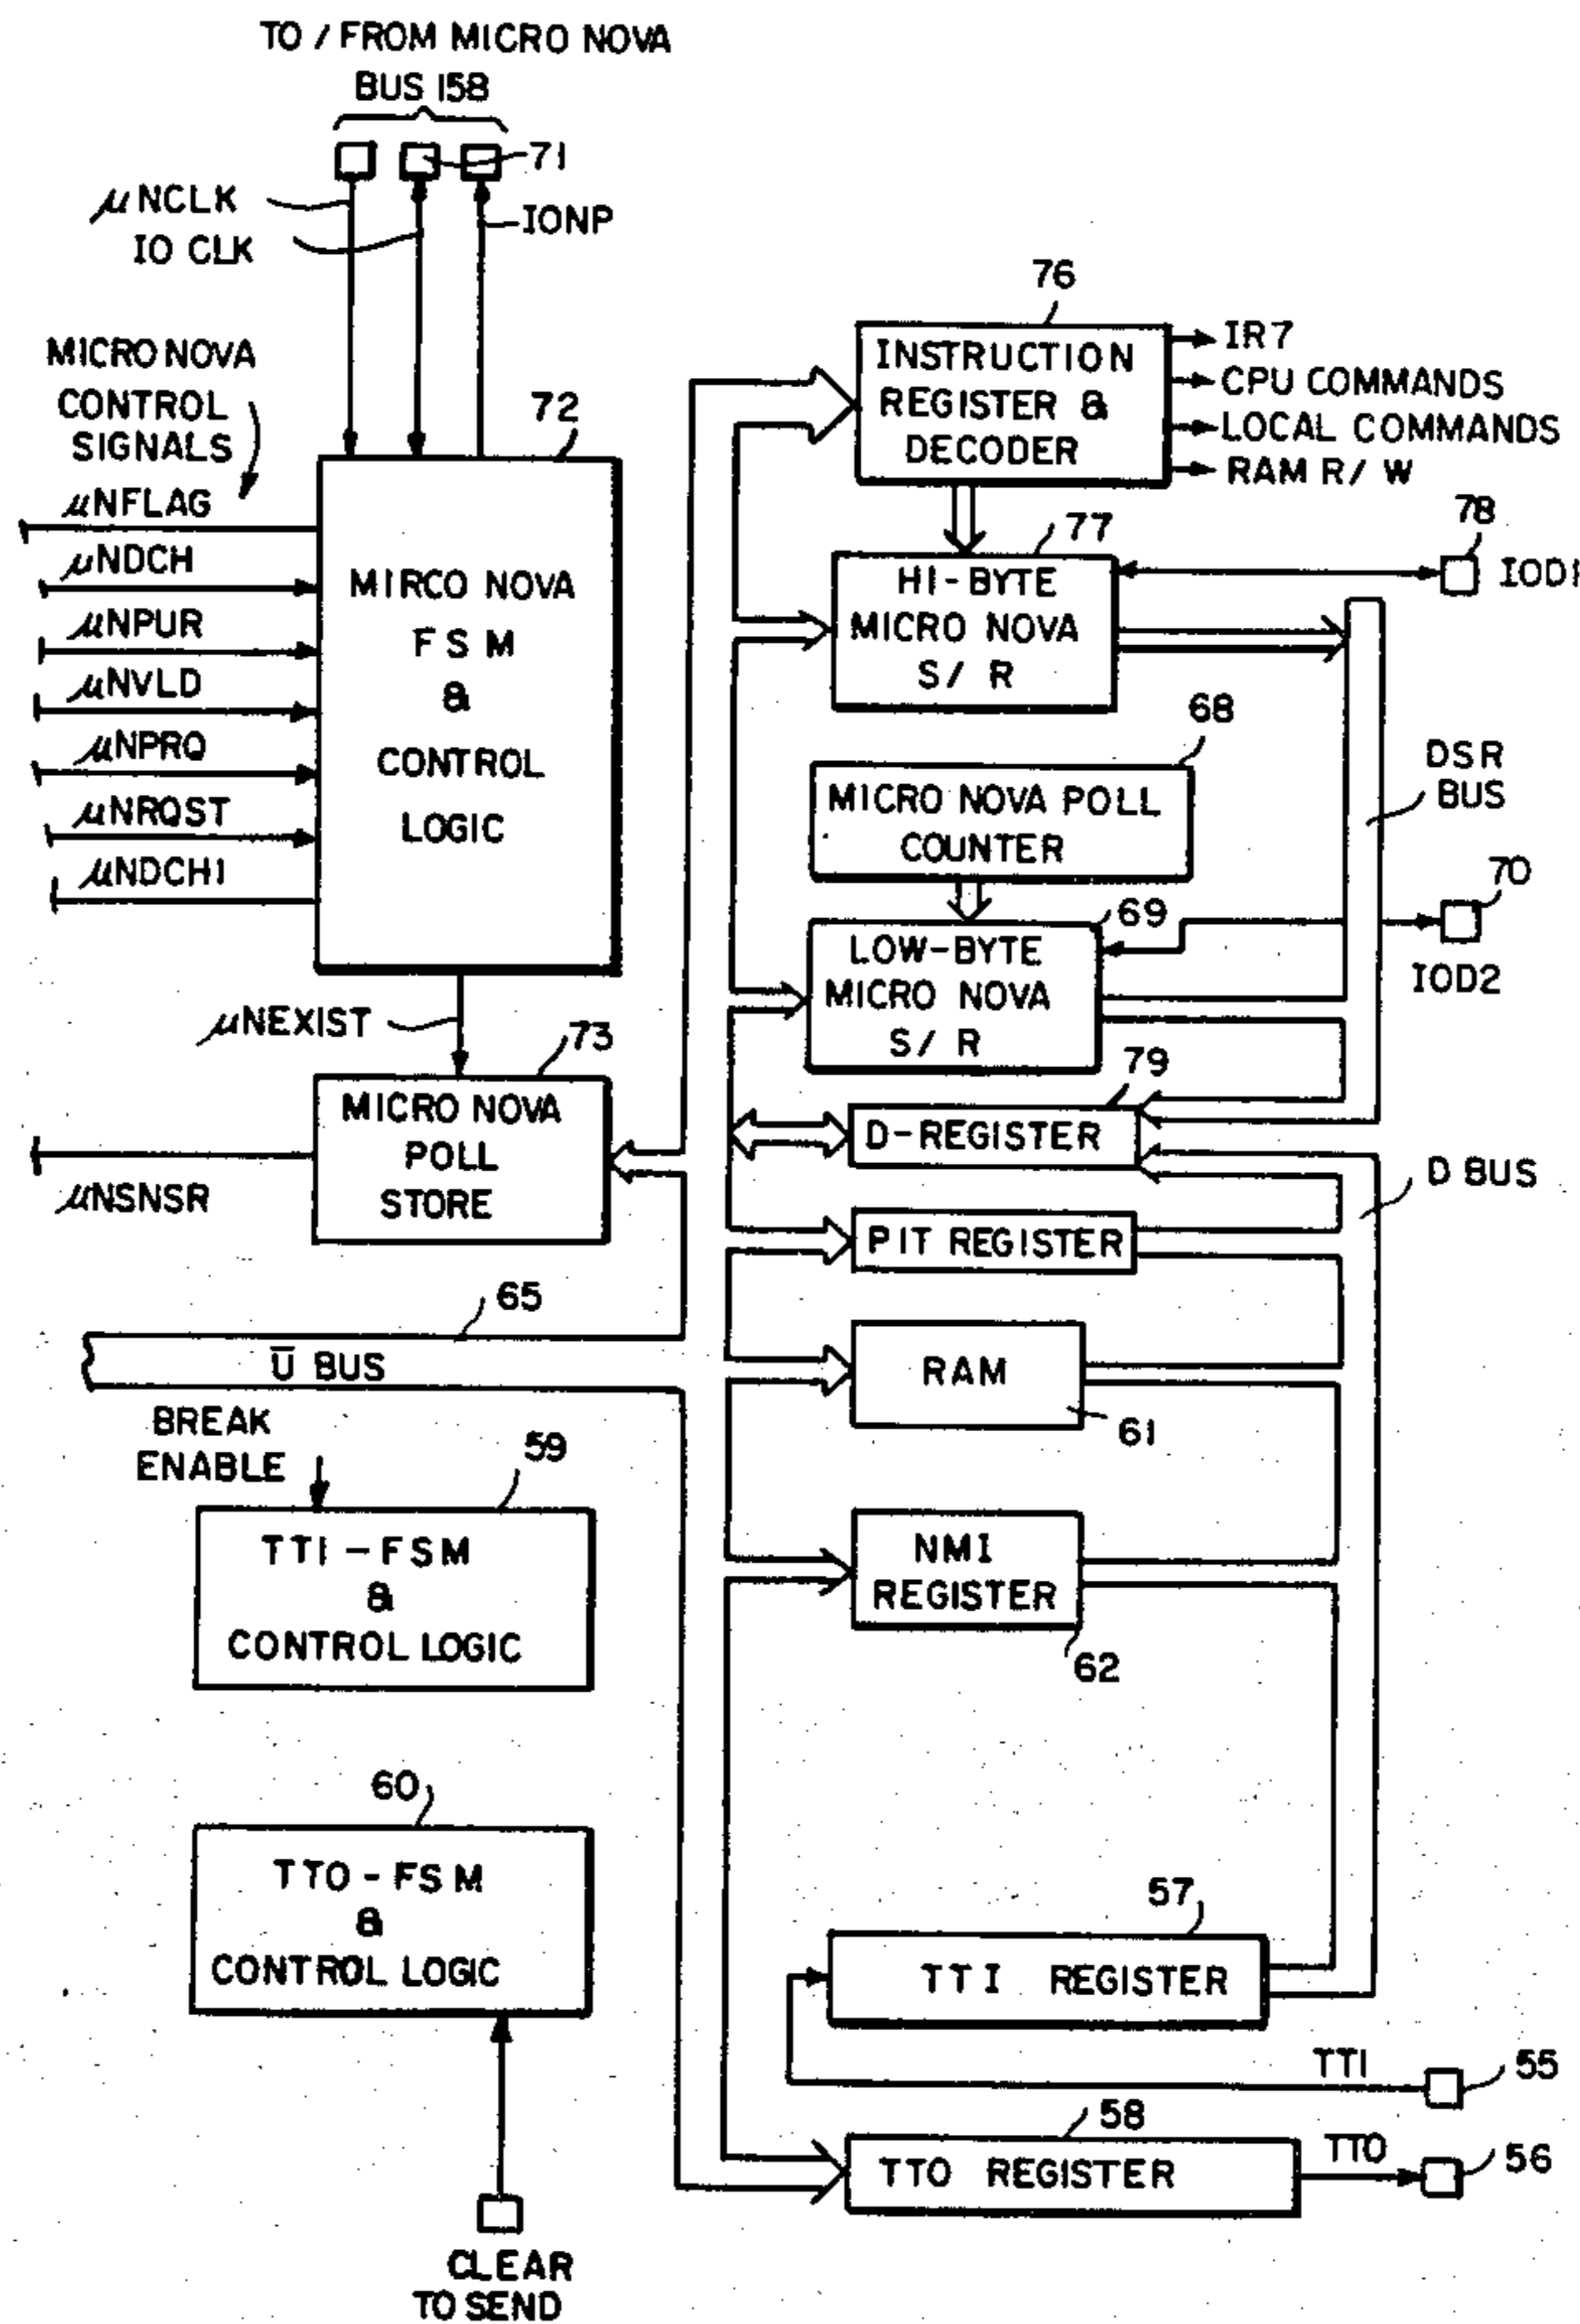 TO / FROM MICRO NOVA
BUS 158
71
μNCLK
IO CLK
IONP
MICRO NOVA
CONTROL
SIGNALS
72
μNFLAG
μNDCH
μNPUR
μNVLD
μNPRQ
μNRQST
μNDCH1
MIRCO NOVA
FSM
&
CONTROL
LOGIC
μNEXIST
73
MICRO NOVA
POLL
STORE
μNSNSR
65
U̅ BUS
BREAK
ENABLE
59
TTI - FSM
&
CONTROL LOGIC
60
TTO - FSM
&
CONTROL LOGIC
CLEAR
TO SEND
76
INSTRUCTION
REGISTER &
DECODER
IR7
CPU COMMANDS
LOCAL COMMANDS
RAM R/ W
77
HI-BYTE
MICRO NOVA
S/ R
78
IOD1
68
MICRO NOVA POLL
COUNTER
DSR
BUS
69
LOW-BYTE
MICRO NOVA
S/ R
70
IOD2
79
D-REGISTER
D BUS
PIT REGISTER
RAM
61
NMI
REGISTER
62
57
TTI REGISTER
TTI
55
58
TTO REGISTER
TTO
56